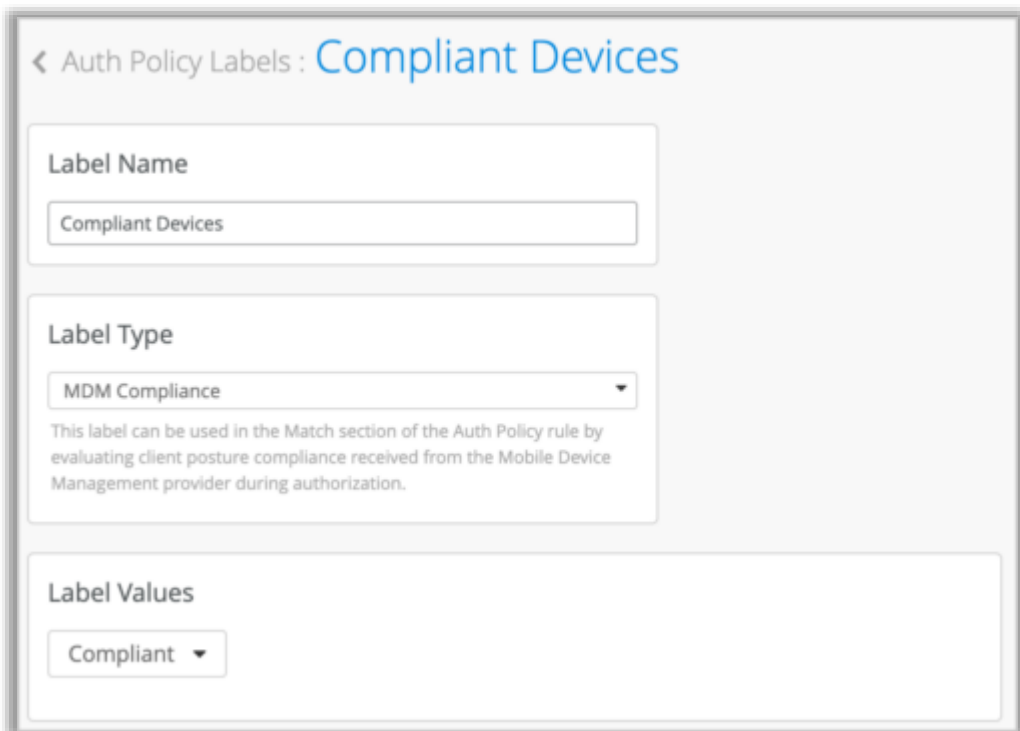 Auth Policy Labels : Compliant Devices
Label Name
Compliant Devices
Label Type
MDM Compliance
This label can be used in the Match section of the Auth Policy rule by
evaluating client posture compliance received from the Mobile Device
Management provider during authorization.
Label Values
Compliant